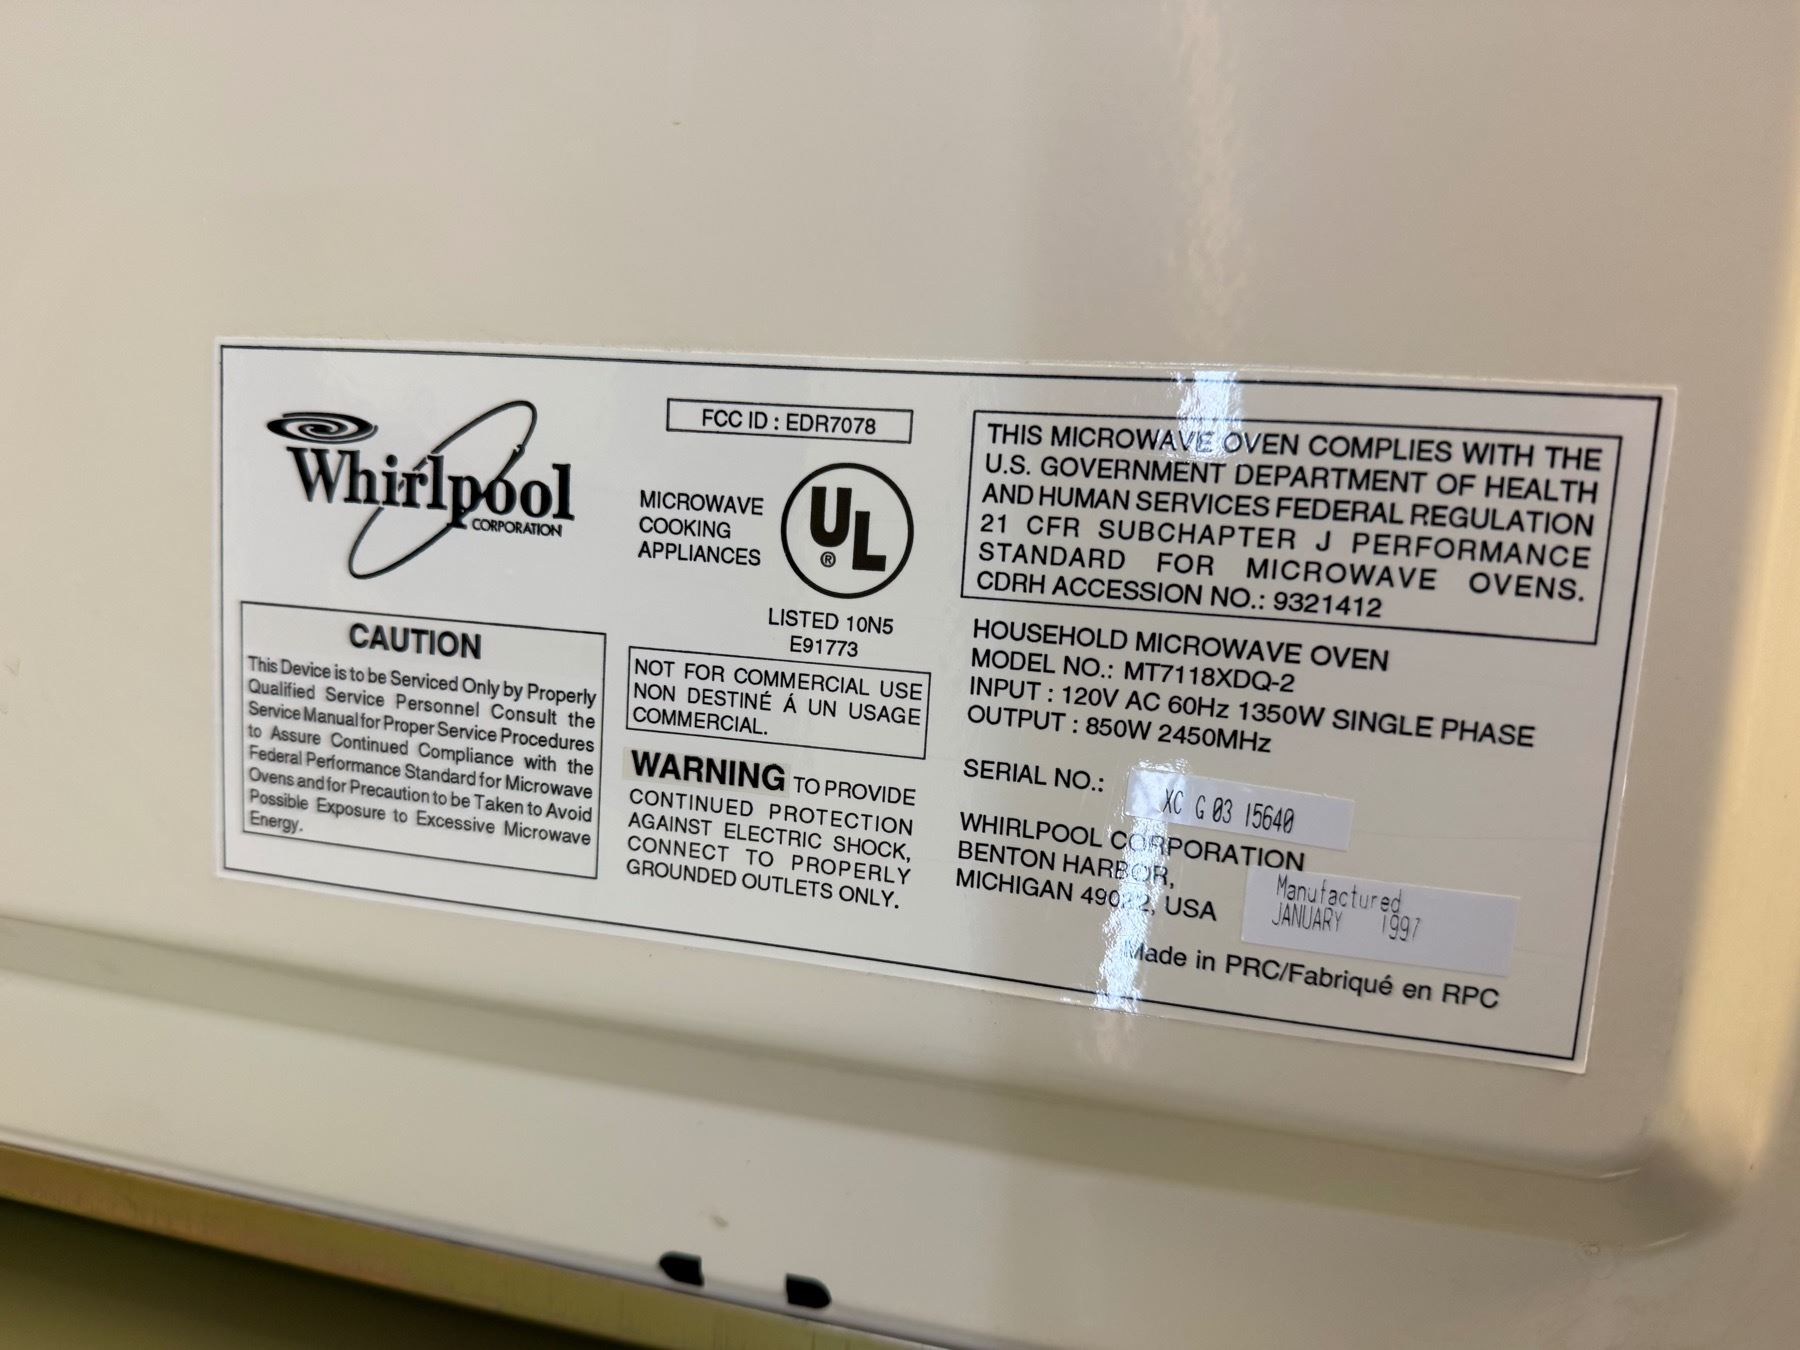 Whirlpool
CORPORATION
FCC ID : EDR7078
MICROWAVE
COOKING
APPLIANCES
UL
®
LISTED 10N5
E91773
THIS MICROWAVE OVEN COMPLIES WITH THE
U.S. GOVERNMENT DEPARTMENT OF HEALTH
AND HUMAN SERVICES FEDERAL REGULATION
21 CFR SUBCHAPTER J PERFORMANCE
STANDARD FOR MICROWAVE OVENS.
CDRH ACCESSION NO.: 9321412
CAUTION
This Device is to be Serviced Only by Properly
Qualified Service Personnel Consult the
Service Manual for Proper Service Procedures
to Assure Continued Compliance with the
Federal Performance Standard for Microwave
Ovens and for Precaution to be Taken to Avoid
Possible Exposure to Excessive Microwave
Energy.
NOT FOR COMMERCIAL USE
NON DESTINÉ Á UN USAGE
COMMERCIAL.
WARNING TO PROVIDE
CONTINUED PROTECTION
AGAINST ELECTRIC SHOCK,
CONNECT TO PROPERLY
GROUNDED OUTLETS ONLY.
HOUSEHOLD MICROWAVE OVEN
MODEL NO.: MT7118XDQ-2
INPUT : 120V AC 60Hz 1350W SINGLE PHASE
OUTPUT : 850W 2450MHz
SERIAL NO.: XC G 03 15640
WHIRLPOOL CORPORATION
BENTON HARBOR,
MICHIGAN 49022, USA
Manufactured
JANUARY 1997
Made in PRC/Fabriqué en RPC